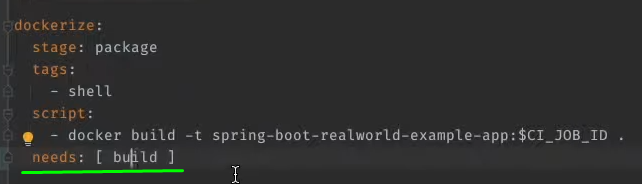 dockerize:
stage: package
tags:
- shell
script:
- docker build -t spring-boot-realworld-example-app:$CI_JOB_ID .
needs: [ build ]